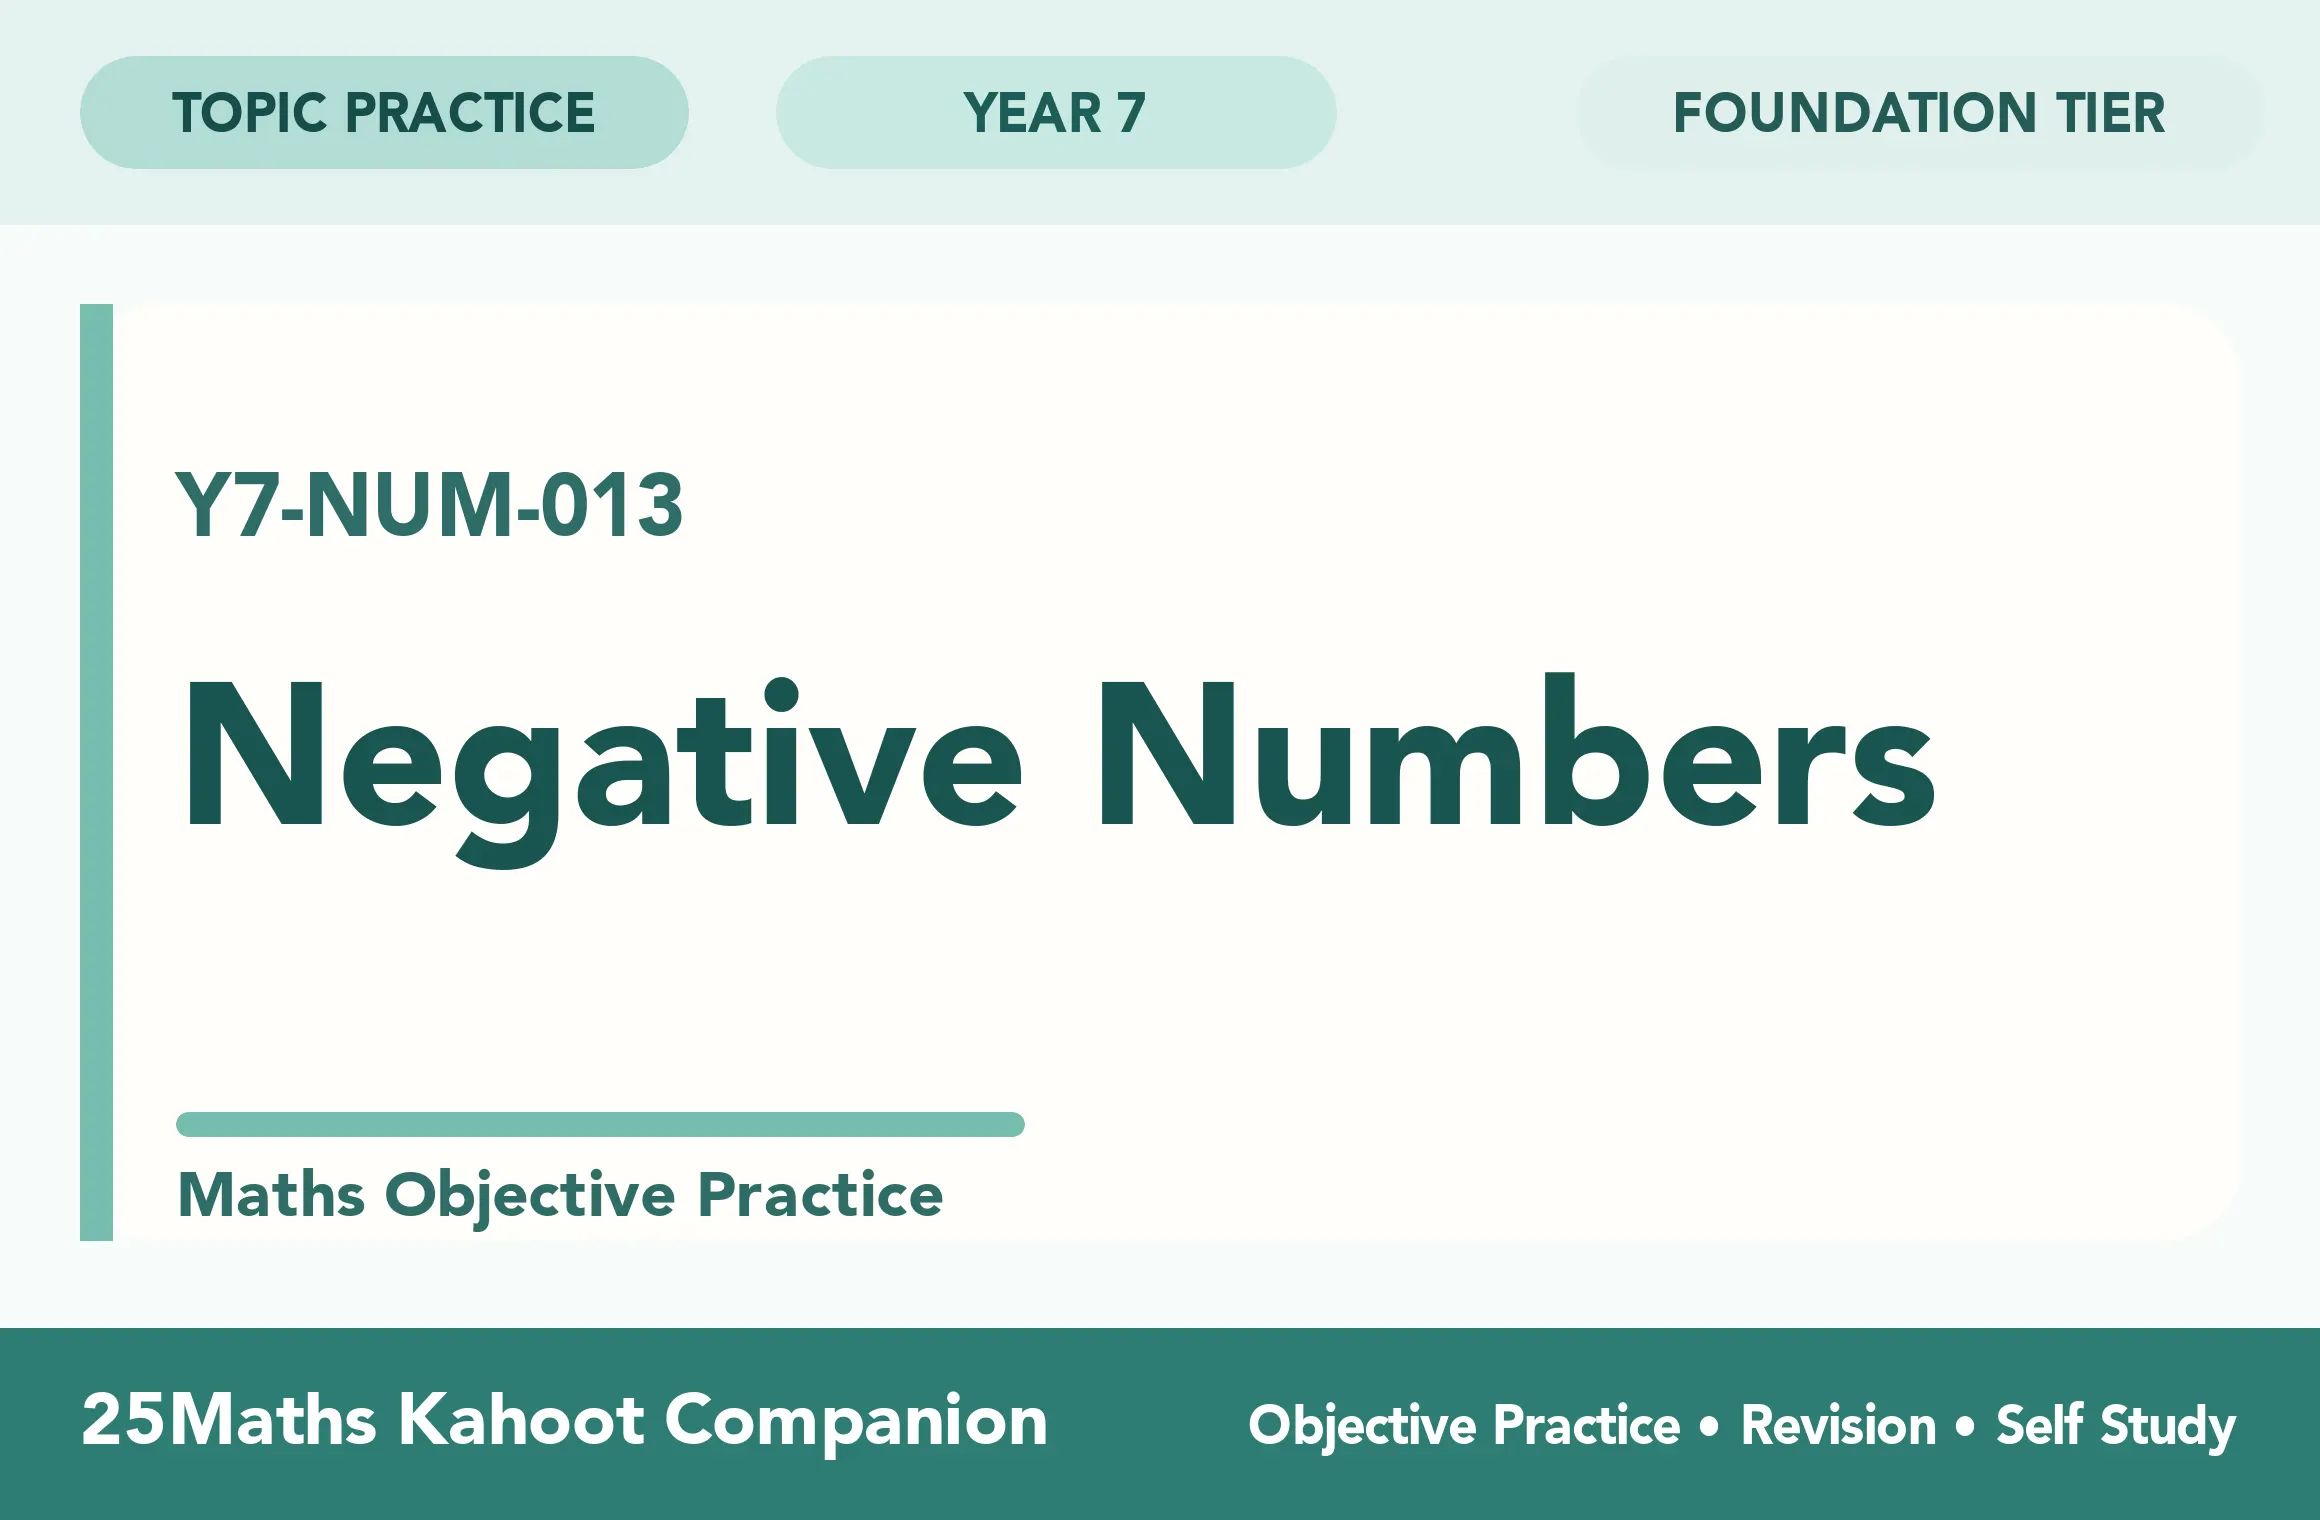 TOPIC PRACTICE
YEAR 7
FOUNDATION TIER
Y7-NUM-013
Negative Numbers
Maths Objective Practice
25Maths Kahoot Companion
Objective Practice • Revision • Self Study